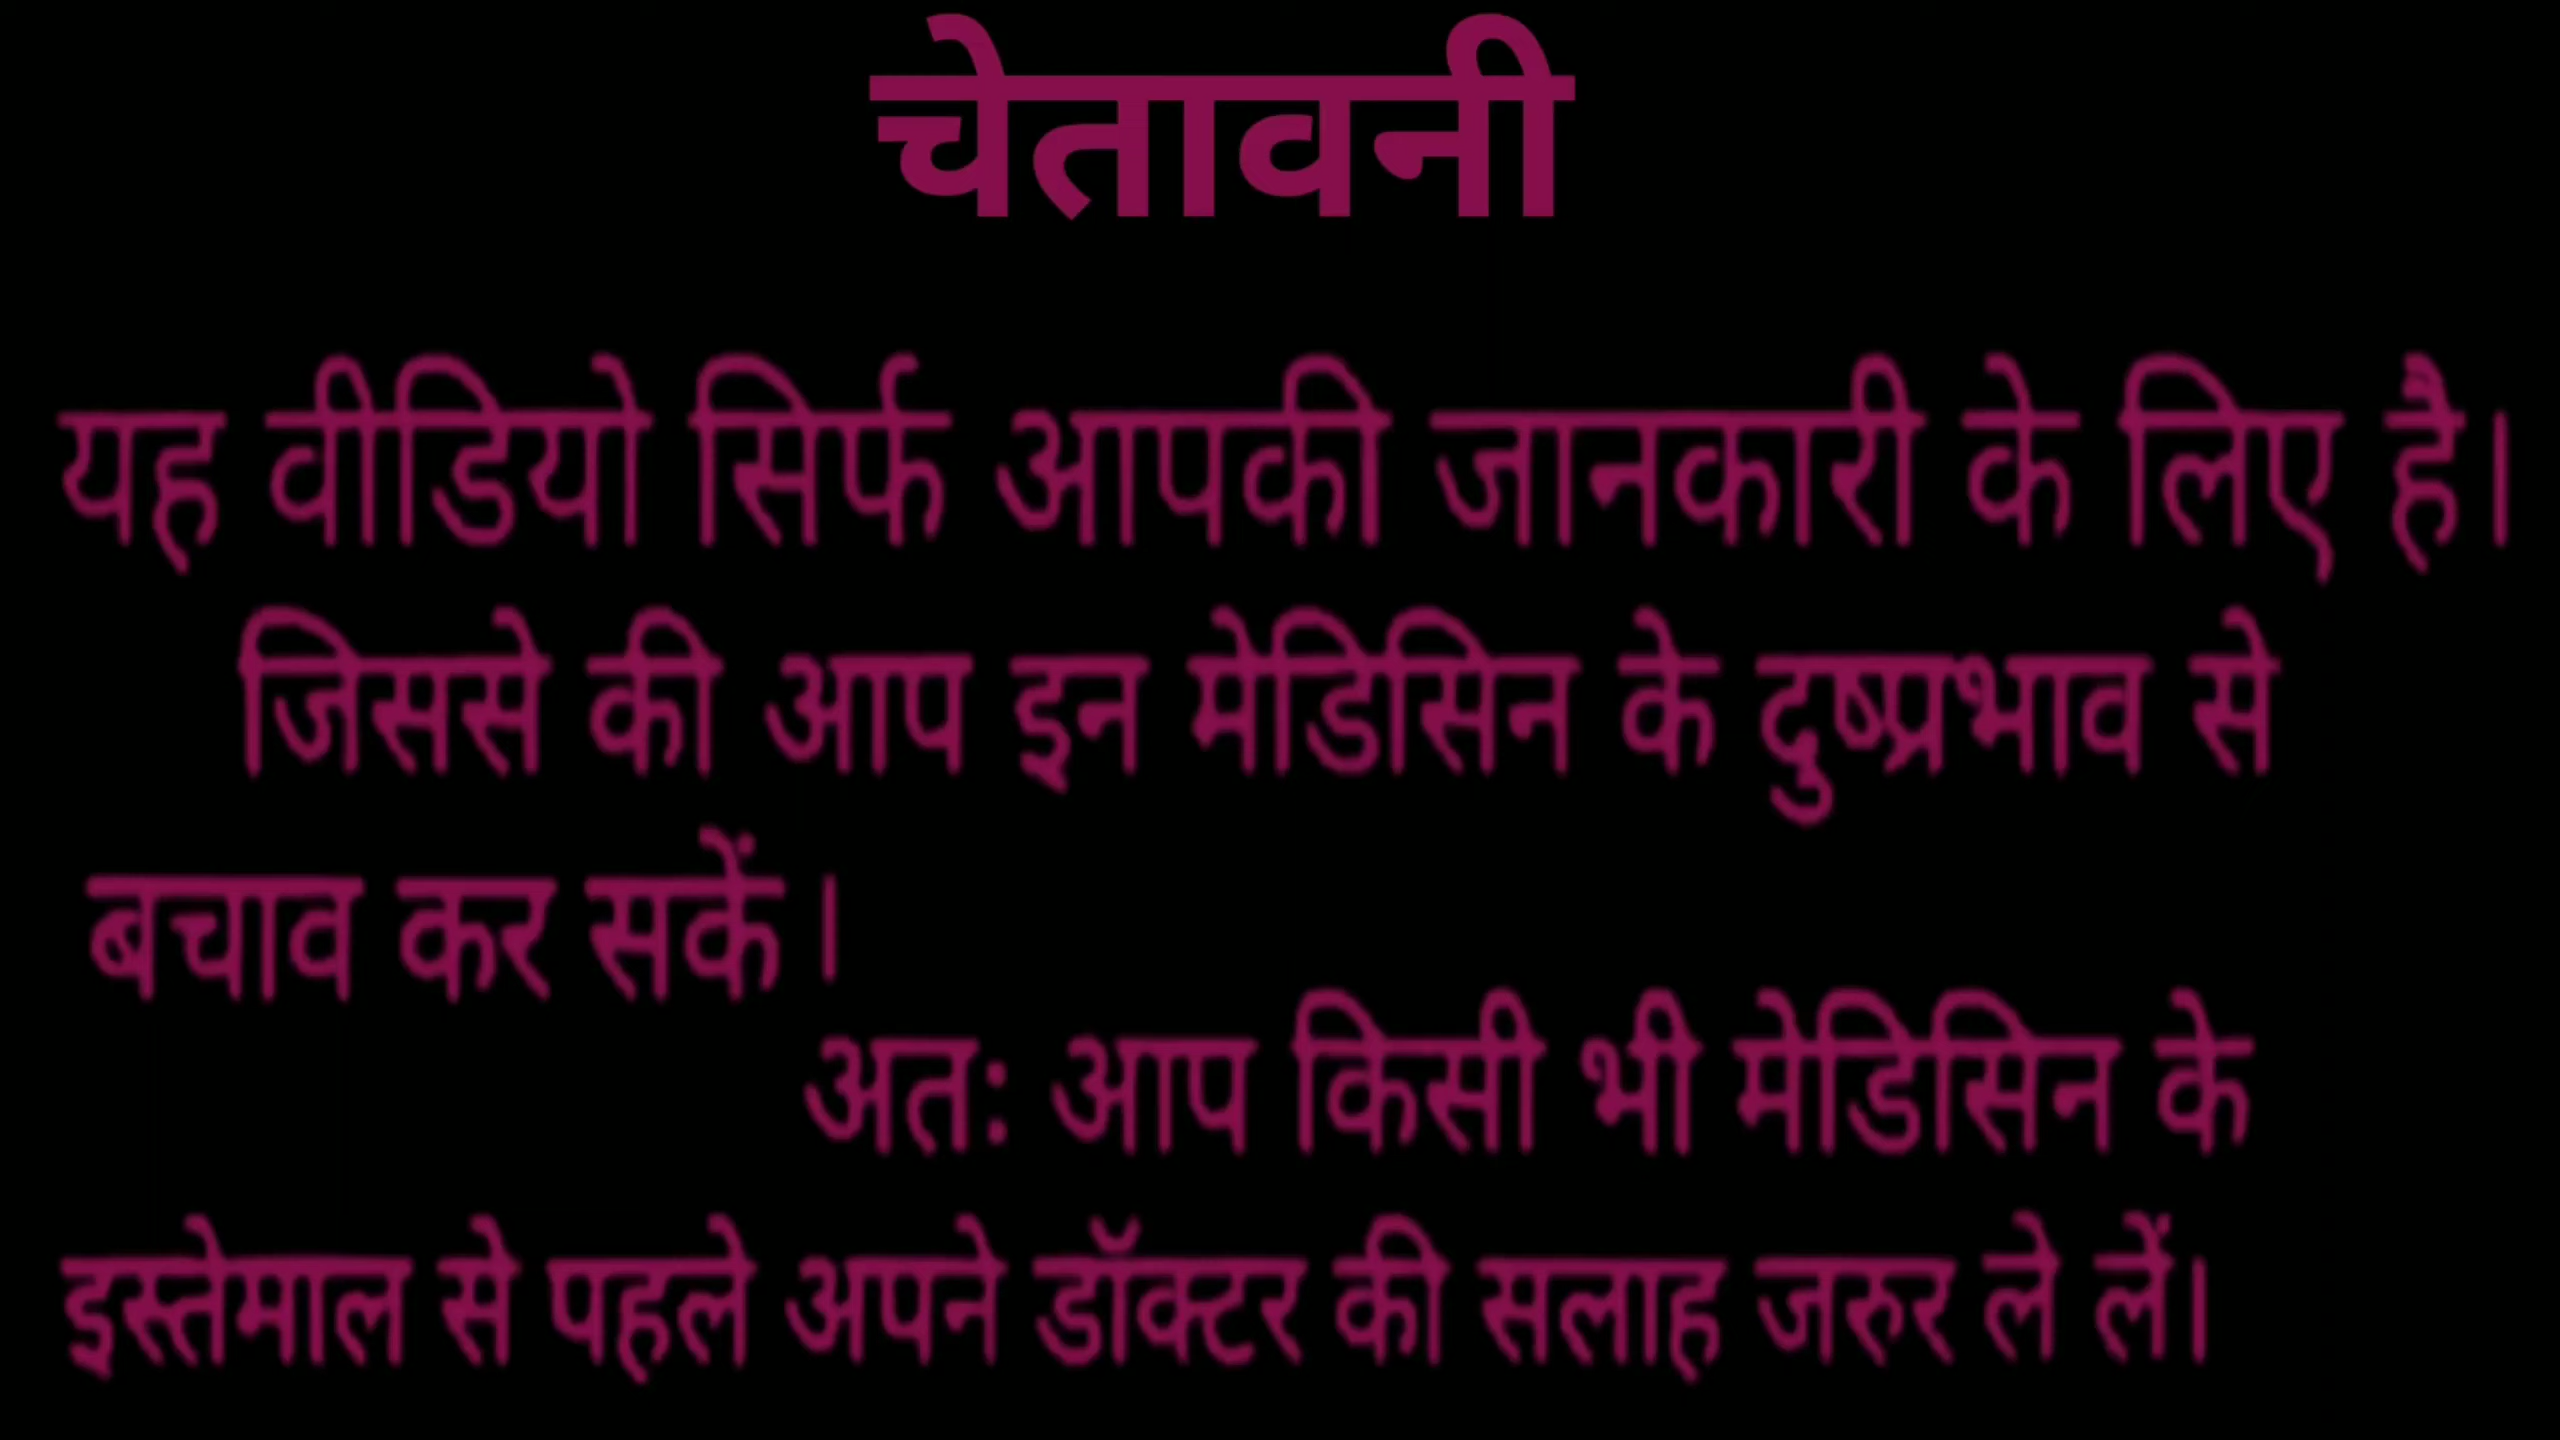 चेतावनी
यह वीडियो सिर्फ आपकी जानकारी के लिए है।
जिससे की आप इन मेडिसिन के दुष्प्रभाव से
बचाव कर सकें।
अतः आप किसी भी मेडिसिन के
इस्तेमाल से पहले अपने डॉक्टर की सलाह जरुर ले लें।